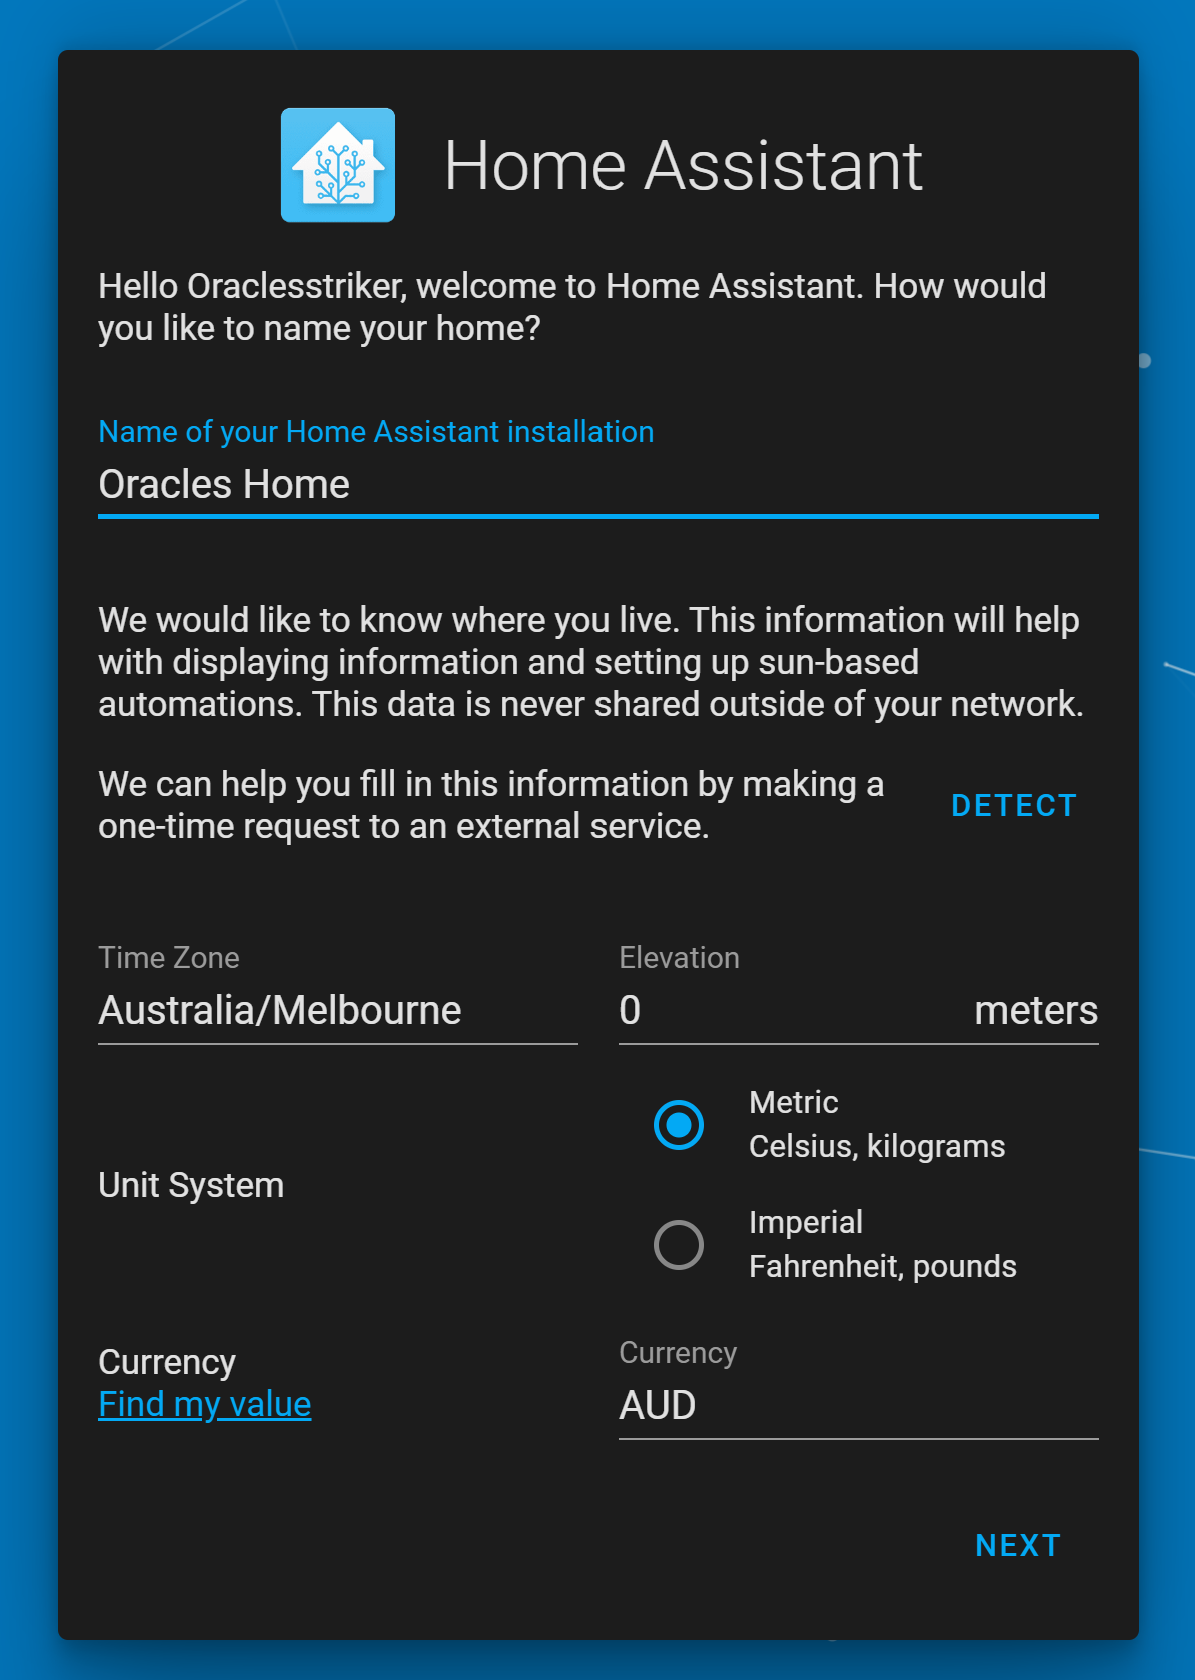 Home Assistant
Hello Oraclesstriker, welcome to Home Assistant. How would
you like to name your home?
Name of your Home Assistant installation
Oracles Home
We would like to know where you live. This information will help
with displaying information and setting up sun-based
automations. This data is never shared outside of your network.
We can help you fill in this information by making a
one-time request to an external service.
DETECT
Time Zone
Australia/Melbourne
Elevation
0 meters
Unit System
Metric
Celsius, kilograms
Imperial
Fahrenheit, pounds
Currency
Find my value
Currency
AUD
NEXT